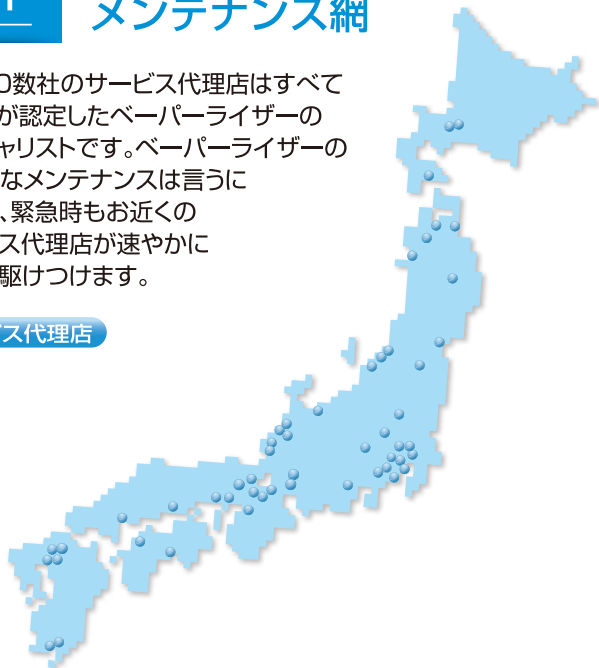 メンテナンス網
0数社のサービス代理店はすべて
が認定したベーパーライザーの
ャリストです。ベーパーライザーの
なメンテナンスは言うに
、緊急時もお近くの
ス代理店が速やかに
駆けつけます。
ス代理店